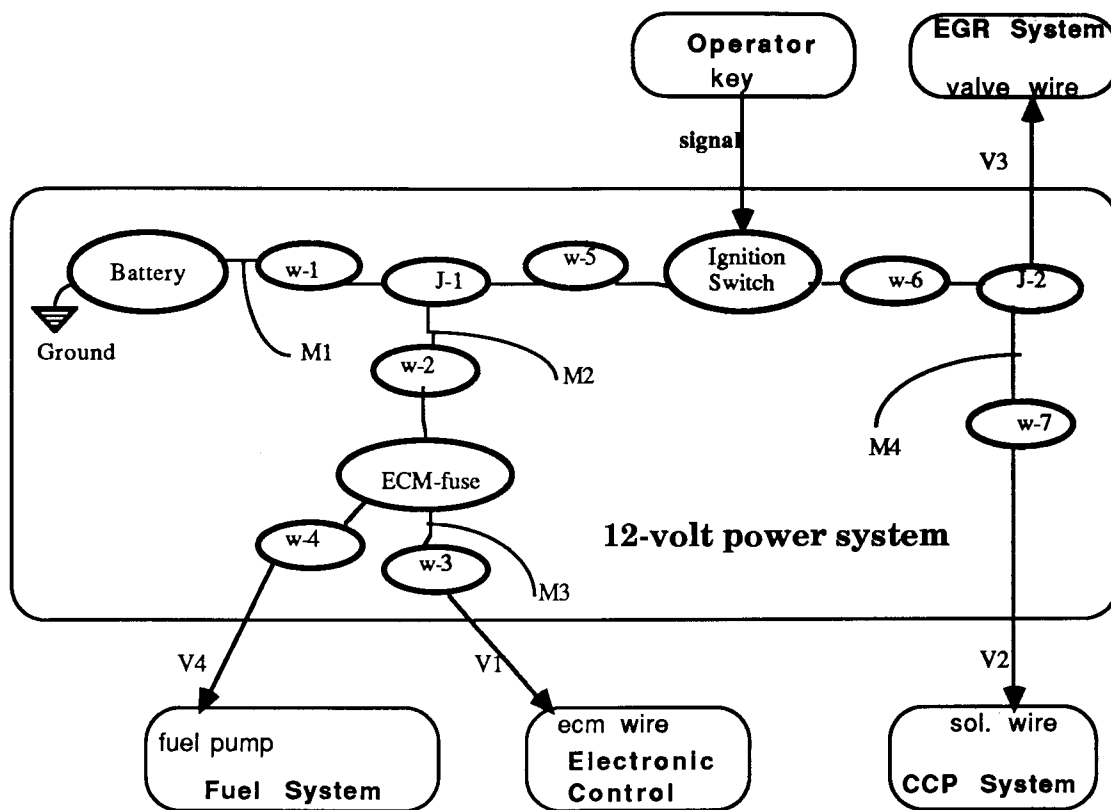 Operator
key
EGR System
valve wire
signal
V3
Battery
w-1
J-1
w-5
Ignition
Switch
w-6
J-2
Ground
M1
w-2
M2
M4
w-7
ECM-fuse
12-volt power system
w-4
w-3
M3
V4
V1
V2
fuel pump
Fuel System
ecm wire
Electronic
Control
sol. wire
CCP System